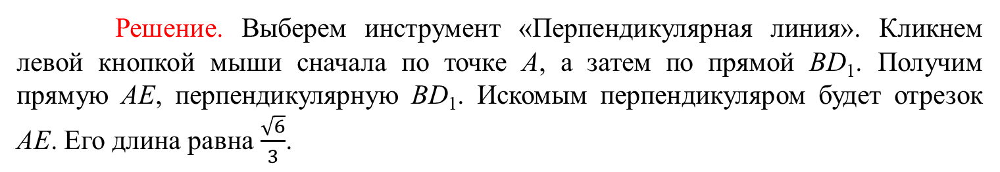 Решение. Выберем инструмент «Перпендикулярная линия». Кликнем
левой кнопкой мыши сначала по точке A, а затем по прямой BD₁. Получим
прямую AE, перпендикулярную BD₁. Искомым перпендикуляром будет отрезок
AE. Его длина равна √6/3.